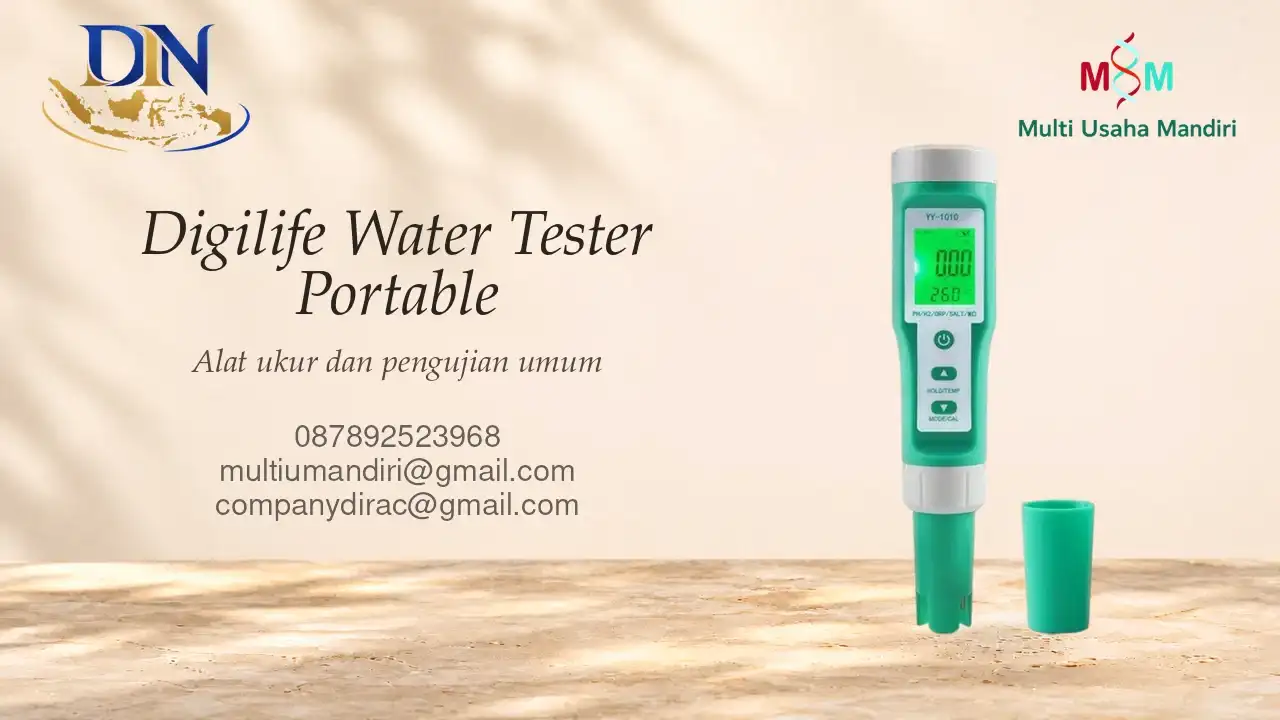 DN
MSM
Multi Usaha Mandiri
Digilife Water Tester
Portable
Alat ukur dan pengujian umum
087892523968
multiumandiri@gmail.com
companydirac@gmail.com
YY-1010
0.00
26.0
PH/H2/ORP/SALT/
HOLD/TEMP
MODE/CAL